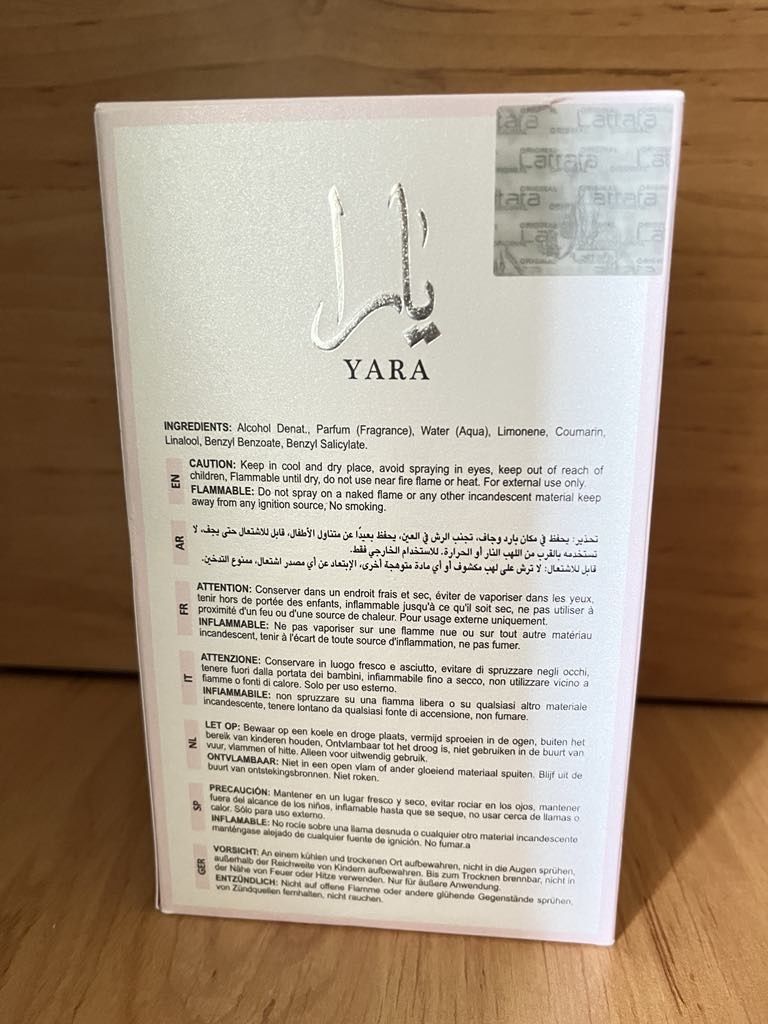 ORIGINAL
Lattafa
يارا
YARA
INGREDIENTS: Alcohol Denat., Parfum (Fragrance), Water (Aqua), Limonene, Coumarin,
Linalool, Benzyl Benzoate, Benzyl Salicylate.
EN
CAUTION: Keep in cool and dry place, avoid spraying in eyes, keep out of reach of
children, Flammable until dry, do not use near fire flame or heat. For external use only.
FLAMMABLE: Do not spray on a naked flame or any other incandescent material keep
away from any ignition source, No smoking.
AR
تحذير: يحفظ في مكان بارد وجاف، تجنب الرش في العين، يحفظ بعيدًا عن متناول الأطفال، قابل للاشتعال حتى يجف، لا
تستخدمه بالقرب من اللهب النار أو الحرارة. للاستخدام الخارجي فقط.
قابل للاشتعال: لا ترش على لهب مكشوف أو أي مادة متوهجة أخرى، الإبتعاد عن أي مصدر اشتعال، ممنوع التدخين.
FR
ATTENTION: Conserver dans un endroit frais et sec, éviter de vaporiser dans les yeux,
tenir hors de portée des enfants, inflammable jusqu'à ce qu'il soit sec, ne pas utiliser à
proximité d'un feu ou d'une source de chaleur. Pour usage externe uniquement.
INFLAMMABLE: Ne pas vaporiser sur une flamme nue ou sur tout autre matériau
incandescent, tenir à l'écart de toute source d'inflammation, ne pas fumer.
IT
ATTENZIONE: Conservare in luogo fresco e asciutto, evitare di spruzzare negli occhi,
tenere fuori dalla portata dei bambini, infiammabile fino a secco, non utilizzare vicino a
fiamme o fonti di calore. Solo per uso esterno.
INFIAMMABILE: non spruzzare su una fiamma libera o su qualsiasi altro materiale
incandescente, tenere lontano da qualsiasi fonte di accensione, non fumare.
NL
LET OP: Bewaar op een koele en droge plaats, vermijd sproeien in de ogen, buiten het
bereik van kinderen houden, Ontvlambaar tot het droog is, niet gebruiken in de buurt van
vuur, vlammen of hitte. Alleen voor uitwendig gebruik.
ONTVLAMBAAR: Niet in een open vlam of ander gloeiend materiaal spuiten. Blijf uit de
buurt van ontstekingsbronnen. Niet roken.
SP
PRECAUCIÓN: Mantener en un lugar fresco y seco, evitar rociar en los ojos, mantener
fuera del alcance de los niños, inflamable hasta que se seque, no usar cerca de llamas o
calor. Sólo para uso externo.
INFLAMABLE: No rocíe sobre una llama desnuda o cualquier otro material incandescente
manténgase alejado de cualquier fuente de ignición. No fumar.a
GER
VORSICHT: An einem kühlen und trockenen Ort aufbewahren, nicht in die Augen sprühen,
außerhalb der Reichweite von Kindern aufbewahren. Bis zum Trocknen brennbar, nicht in
der Nähe von Feuer oder Hitze verwenden. Nur für äußere Anwendung.
ENTZÜNDLICH: Nicht auf offene Flamme oder andere glühende Gegenstände sprühen,
von Zündquellen fernhalten, nicht rauchen.